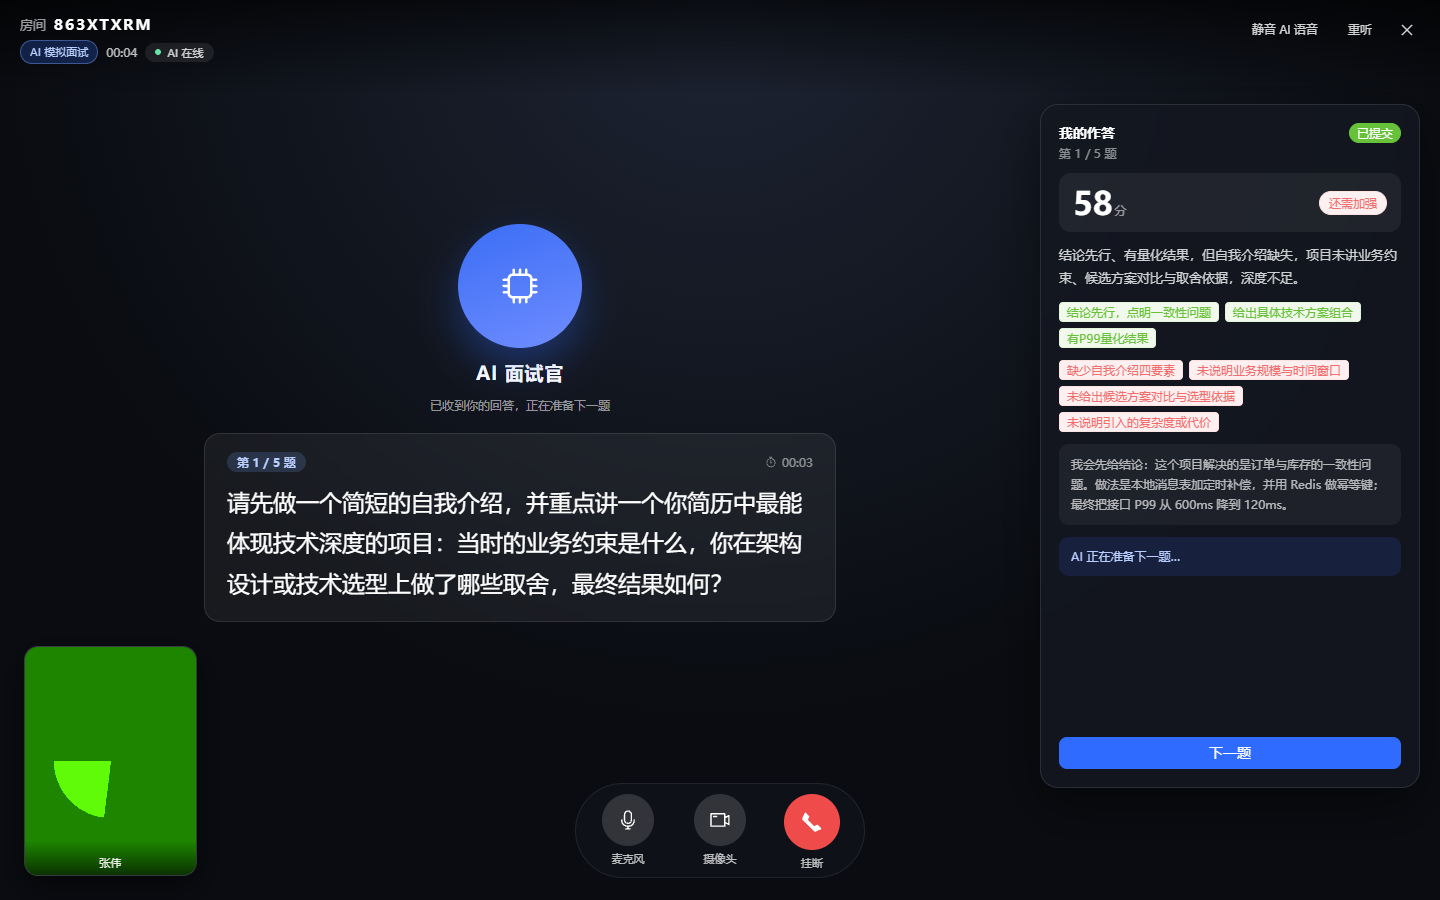 房间 863XTXRM
AI 模拟面试 00:04 AI 在线
静音 AI 语音 重听
AI 面试官
已收到你的回答，正在准备下一题
第 1 / 5 题 00:03
请先做一个简短的自我介绍，并重点讲一个你简历中最能
体现技术深度的项目：当时的业务约束是什么，你在架构
设计或技术选型上做了哪些取舍，最终结果如何？
张伟
麦克风 摄像头 挂断
我的作答 已提交
第 1 / 5 题
58分 还需加强
结论先行、有量化结果，但自我介绍缺失，项目未讲业务约
束、候选方案对比与取舍依据，深度不足。
结论先行，点明一致性问题 给出具体技术方案组合
有P99量化结果
缺少自我介绍四要素 未说明业务规模与时间窗口
未给出候选方案对比与选型依据
未说明引入的复杂度或代价
我会先给结论：这个项目解决的是订单与库存的一致性问
题。做法是本地消息表加定时补偿，并用 Redis 做幂等键；
最终把接口 P99 从 600ms 降到 120ms。
AI 正在准备下一题...
下一题